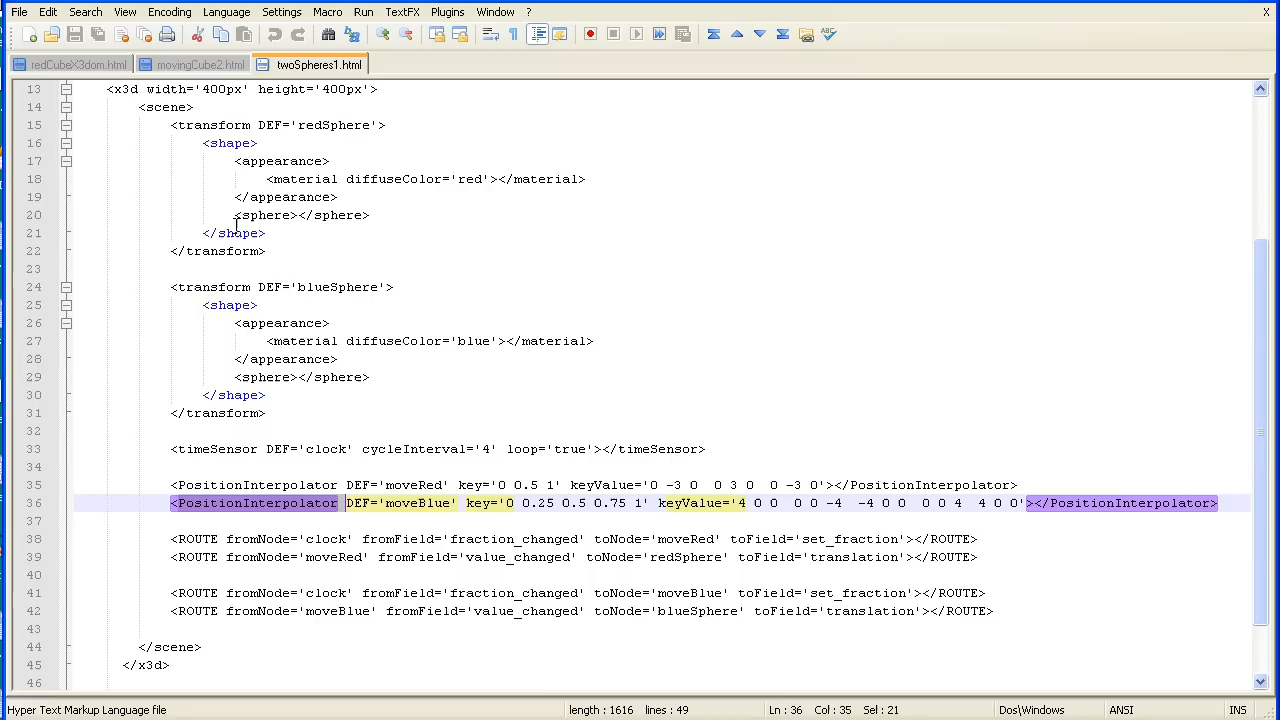 File Edit Search View Encoding Language Settings Macro Run TextFX Plugins Window ? X
redCubeX3dom.html movingCube2.html twoSpheres1.html
13 <x3d width='400px' height='400px'>
14 <scene>
15 <transform DEF='redSphere'>
16 <shape>
17 <appearance>
18 <material diffuseColor='red'></material>
19 </appearance>
20 <sphere></sphere>
21 </shape>
22 </transform>
23
24 <transform DEF='blueSphere'>
25 <shape>
26 <appearance>
27 <material diffuseColor='blue'></material>
28 </appearance>
29 <sphere></sphere>
30 </shape>
31 </transform>
32
33 <timeSensor DEF='clock' cycleInterval='4' loop='true'></timeSensor>
34
35 <PositionInterpolator DEF='moveRed' key='0 0.5 1' keyValue='0 -3 0  0 3 0  0 -3 0'></PositionInterpolator>
36 <PositionInterpolator DEF='moveBlue' key='0 0.25 0.5 0.75 1' keyValue='4 0 0  0 0 -4  -4 0 0  0 0 4  4 0 0'></PositionInterpolator>
37
38 <ROUTE fromNode='clock' fromField='fraction_changed' toNode='moveRed' toField='set_fraction'></ROUTE>
39 <ROUTE fromNode='moveRed' fromField='value_changed' toNode='redSphere' toField='translation'></ROUTE>
40
41 <ROUTE fromNode='clock' fromField='fraction_changed' toNode='moveBlue' toField='set_fraction'></ROUTE>
42 <ROUTE fromNode='moveBlue' fromField='value_changed' toNode='blueSphere' toField='translation'></ROUTE>
43
44 </scene>
45 </x3d>
46
Hyper Text Markup Language file length : 1616 lines : 49 Ln : 36 Col : 35 Sel : 21 Dos\Windows ANSI INS